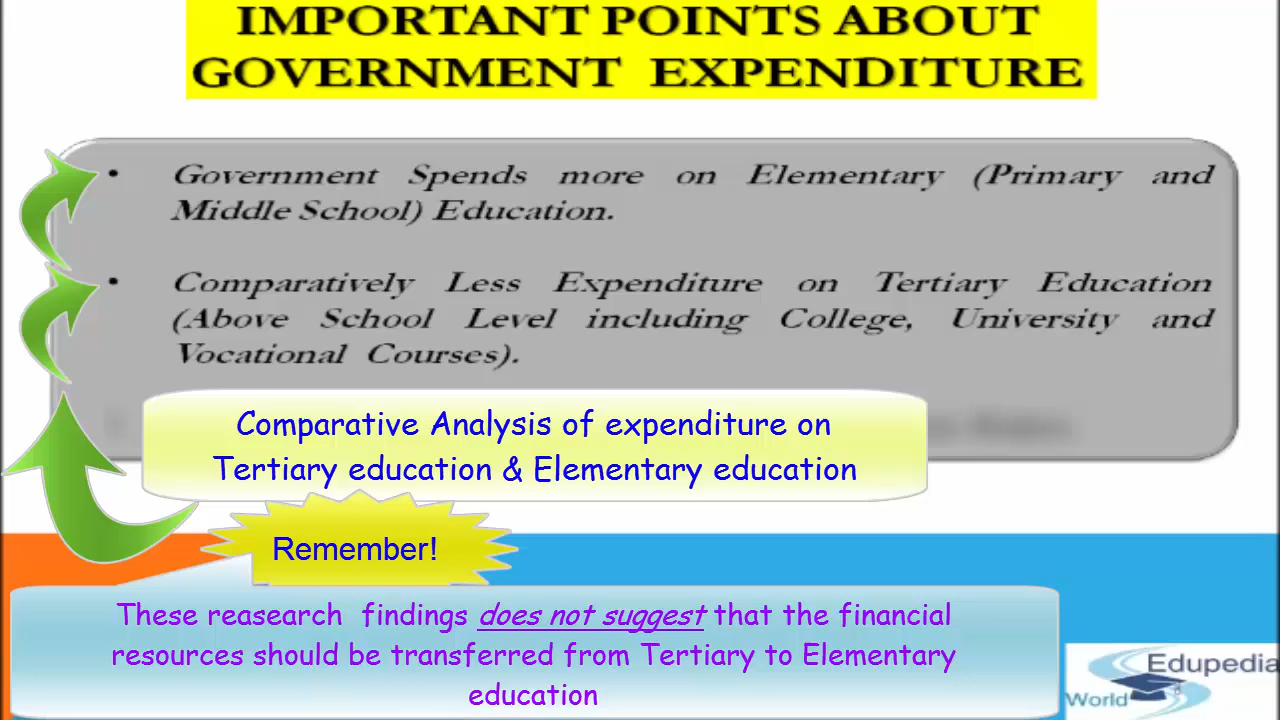 IMPORTANT POINTS ABOUT
GOVERNMENT EXPENDITURE
• Government Spends more on Elementary (Primary and
Middle School) Education.
• Comparatively Less Expenditure on Tertiary Education
(Above School Level including College, University and
Vocational Courses).
Comparative Analysis of expenditure on
Tertiary education & Elementary education
Remember!
These reasearch findings does not suggest that the financial
resources should be transferred from Tertiary to Elementary
education
Edupedia
World